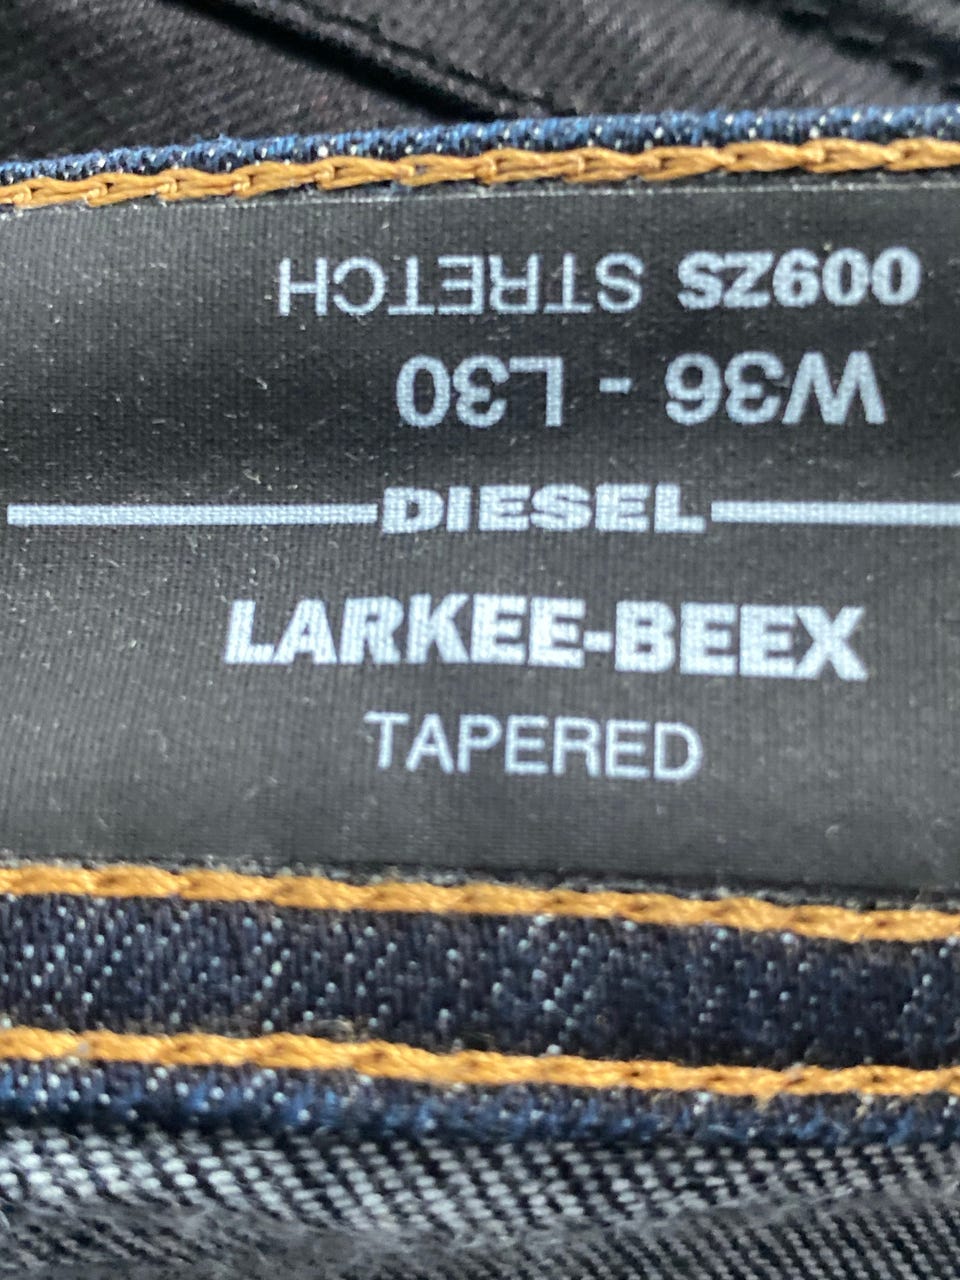 DIESEL
LARKEE-BEEX
TAPERED
W36 - L30
009ZS STRETCH